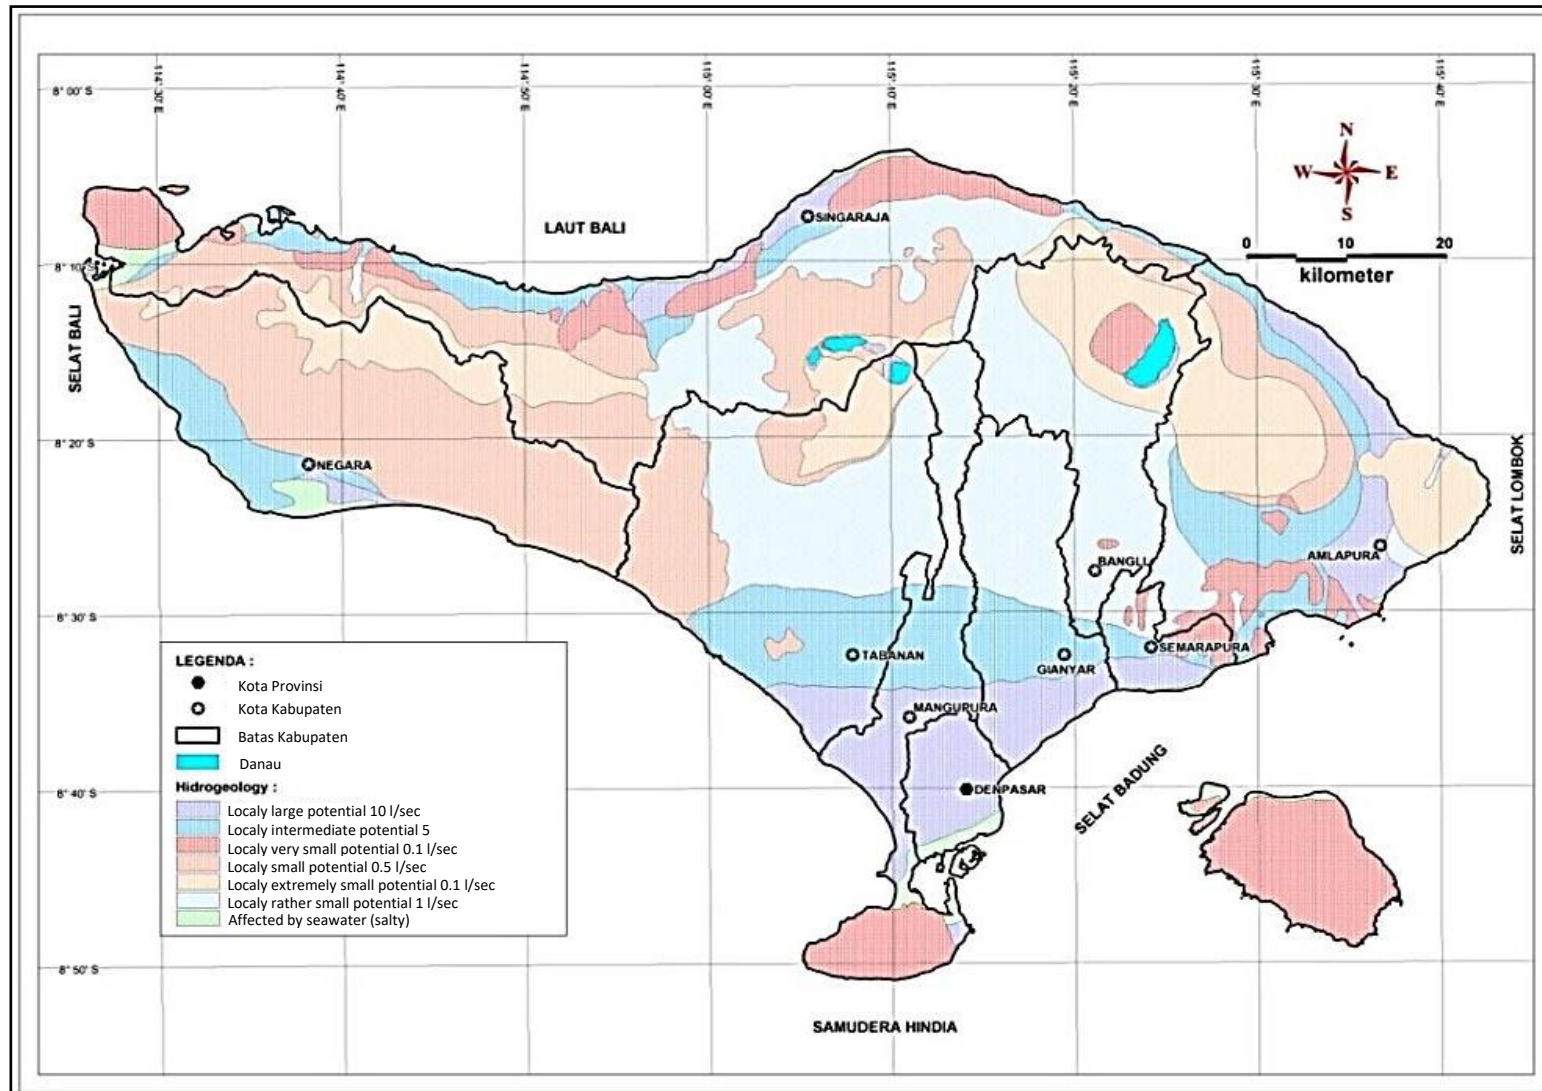 114° 30' E
114° 40' E
114° 50' E
115° 00' E
115° 10' E
115° 20' E
115° 30' E
115° 40' E
8° 00' S
N
W E
S
LAUT BALI
SINGARAJA
0 10 20
kilometer
8° 10' S
SELAT BALI
8° 20' S
NEGARA
SELAT LOMBOK
AMLAPURA
BANGLI
8° 30' S
TABANAN
GIANYAR
SEMARAPURA
MANGUPURA
8° 40' S
DENPASAR
SELAT BADUNG
LEGENDA :
Kota Provinsi
Kota Kabupaten
Batas Kabupaten
Danau
Hidrogeology :
Localy large potential 10 l/sec
Localy intermediate potential 5
Localy very small potential 0.1 l/sec
Localy small potential 0.5 l/sec
Localy extremely small potential 0.1 l/sec
Localy rather small potential 1 l/sec
Affected by seawater (salty)
8° 50' S
SAMUDERA HINDIA